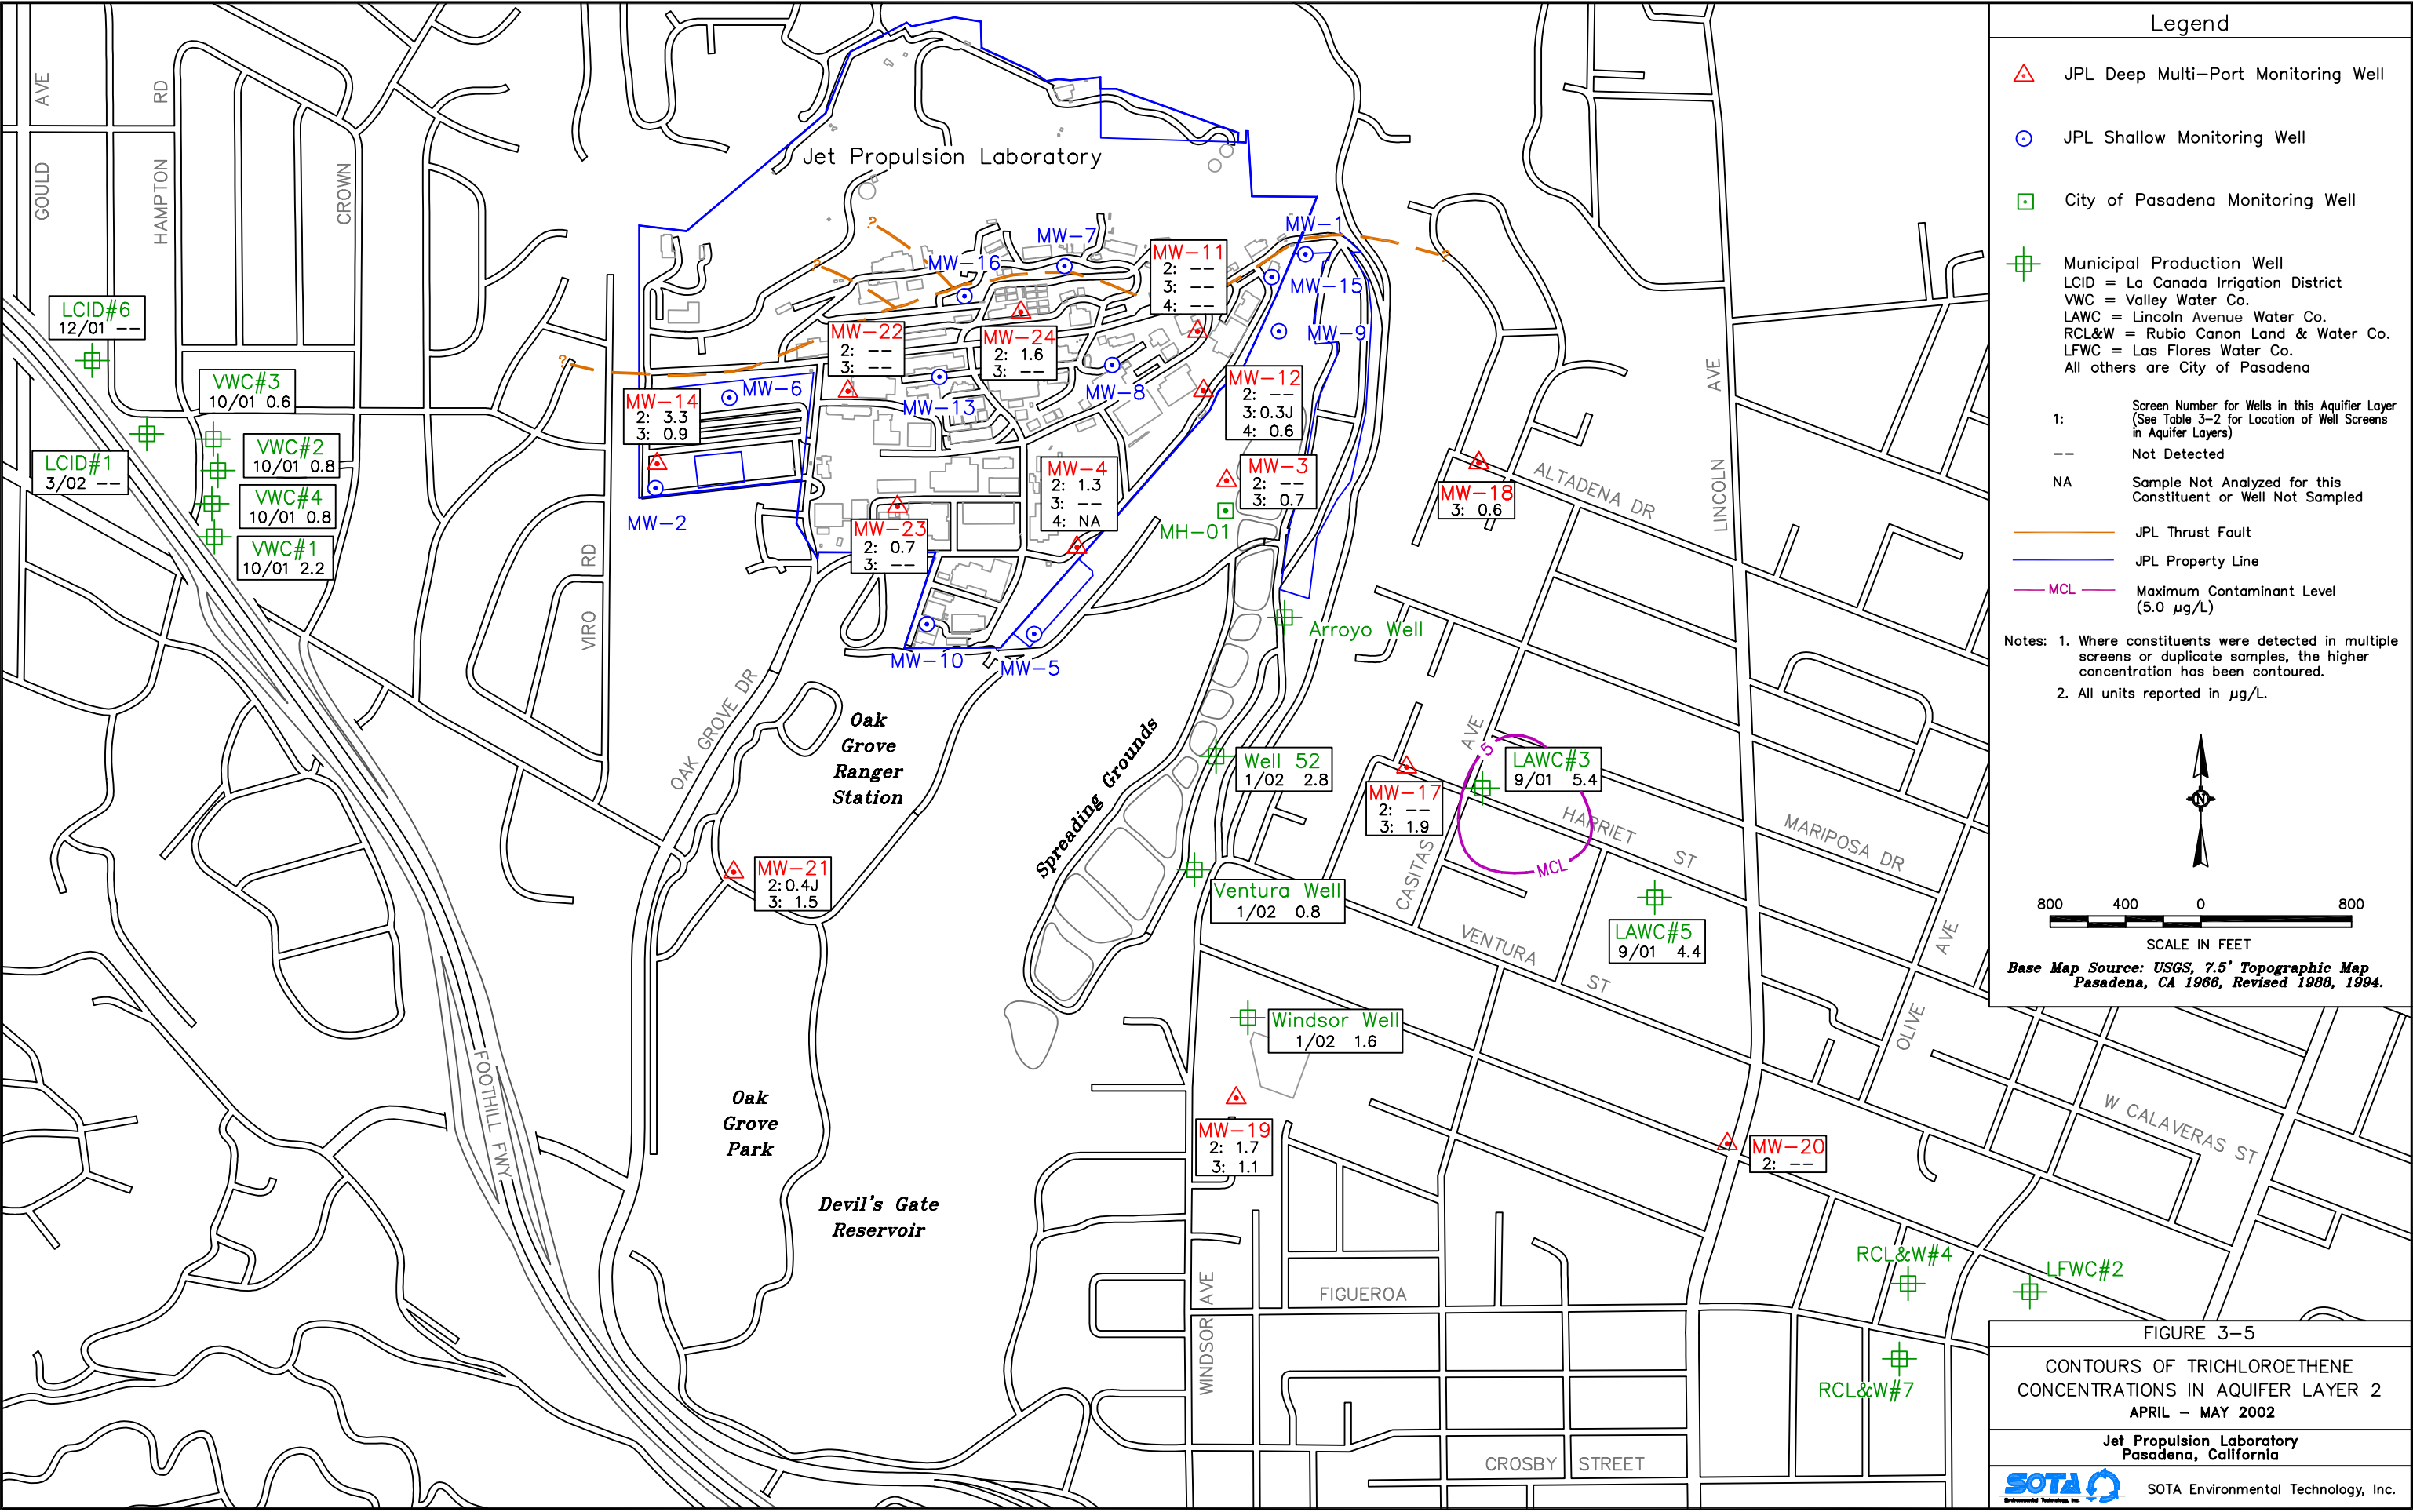 Legend
JPL Deep Multi-Port Monitoring Well
JPL Shallow Monitoring Well
City of Pasadena Monitoring Well
Municipal Production Well
LCID = La Canada Irrigation District
VWC = Valley Water Co.
LAWC = Lincoln Avenue Water Co.
RCL&W = Rubio Canon Land & Water Co.
LFWC = Las Flores Water Co.
All others are City of Pasadena
1:
Screen Number for Wells in this Aquifer Layer
(See Table 3-2 for Location of Well Screens
in Aquifer Layers)
-- Not Detected
NA
Sample Not Analyzed for this
Constituent or Well Not Sampled
JPL Thrust Fault
JPL Property Line
MCL
Maximum Contaminant Level
(5.0 µg/L)
Notes: 1. Where constituents were detected in multiple
screens or duplicate samples, the higher
concentration has been contoured.
2. All units reported in µg/L.
N
800 400 0 800
SCALE IN FEET
Base Map Source: USGS, 7.5' Topographic Map
Pasadena, CA 1966, Revised 1988, 1994.
FIGURE 3-5
CONTOURS OF TRICHLOROETHENE
CONCENTRATIONS IN AQUIFER LAYER 2
APRIL - MAY 2002
Jet Propulsion Laboratory
Pasadena, California
SOTA
Environmental Technology, Inc.
SOTA Environmental Technology, Inc.
GOULD AVE
HAMPTON RD
CROWN
Jet Propulsion Laboratory
LCID#6
12/01 --
VWC#3
10/01 0.6
VWC#2
10/01 0.8
LCID#1
3/02 --
VWC#4
10/01 0.8
VWC#1
10/01 2.2
VIRO RD
?
?
?
?
MW-1
MW-7
MW-16
MW-15
MW-9
MW-11
2: --
3: --
4: --
MW-22
2: --
3: --
MW-24
2: 1.6
3: --
MW-6
MW-13
MW-8
MW-14
2: 3.3
3: 0.9
MW-12
2: --
3: 0.3J
4: 0.6
MW-2
MW-4
2: 1.3
3: --
4: NA
MW-3
2: --
3: 0.7
MW-23
2: 0.7
3: --
MH-01
MW-18
3: 0.6
ALTADENA DR
LINCOLN AVE
MW-10
MW-5
Arroyo Well
OAK GROVE DR
Oak
Grove
Ranger
Station
Spreading Grounds
Well 52
1/02 2.8
MW-17
2: --
3: 1.9
AVE
CASITAS
5
MCL
LAWC#3
9/01 5.4
HARRIET ST
MARIPOSA DR
MW-21
2: 0.4J
3: 1.5
Ventura Well
1/02 0.8
VENTURA ST
LAWC#5
9/01 4.4
OLIVE AVE
Windsor Well
1/02 1.6
FOOTHILL FWY
Oak
Grove
Park
MW-19
2: 1.7
3: 1.1
MW-20
2: --
W CALAVERAS ST
Devil's Gate
Reservoir
WINDSOR AVE
FIGUEROA
RCL&W#4
LFWC#2
RCL&W#7
CROSBY STREET